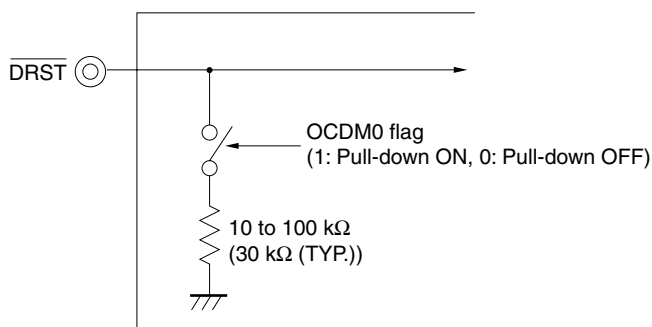 DRST
OCDM0 flag
(1: Pull-down ON, 0: Pull-down OFF)
10 to 100 kΩ
(30 kΩ (TYP.))